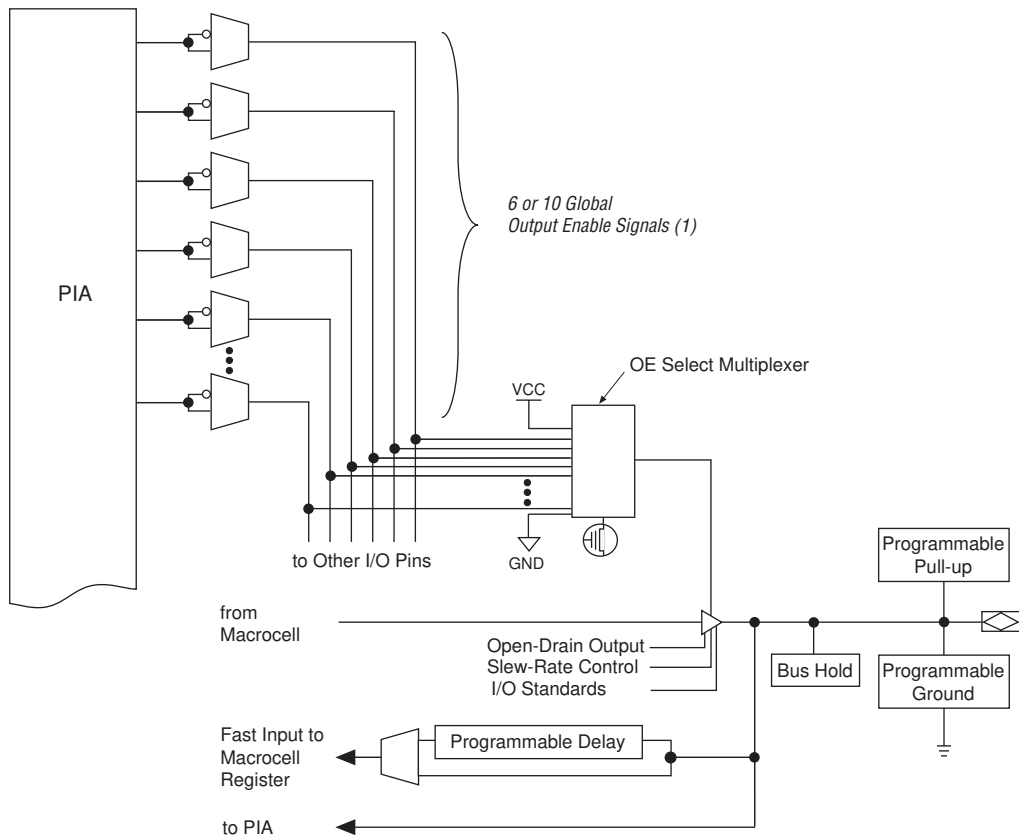 PIA
6 or 10 Global
Output Enable Signals (1)
OE Select Multiplexer
VCC
GND
to Other I/O Pins
Programmable
Pull-up
from
Macrocell
Open-Drain Output
Slew-Rate Control
I/O Standards
Bus Hold
Programmable
Ground
Fast Input to
Macrocell
Register
Programmable Delay
to PIA